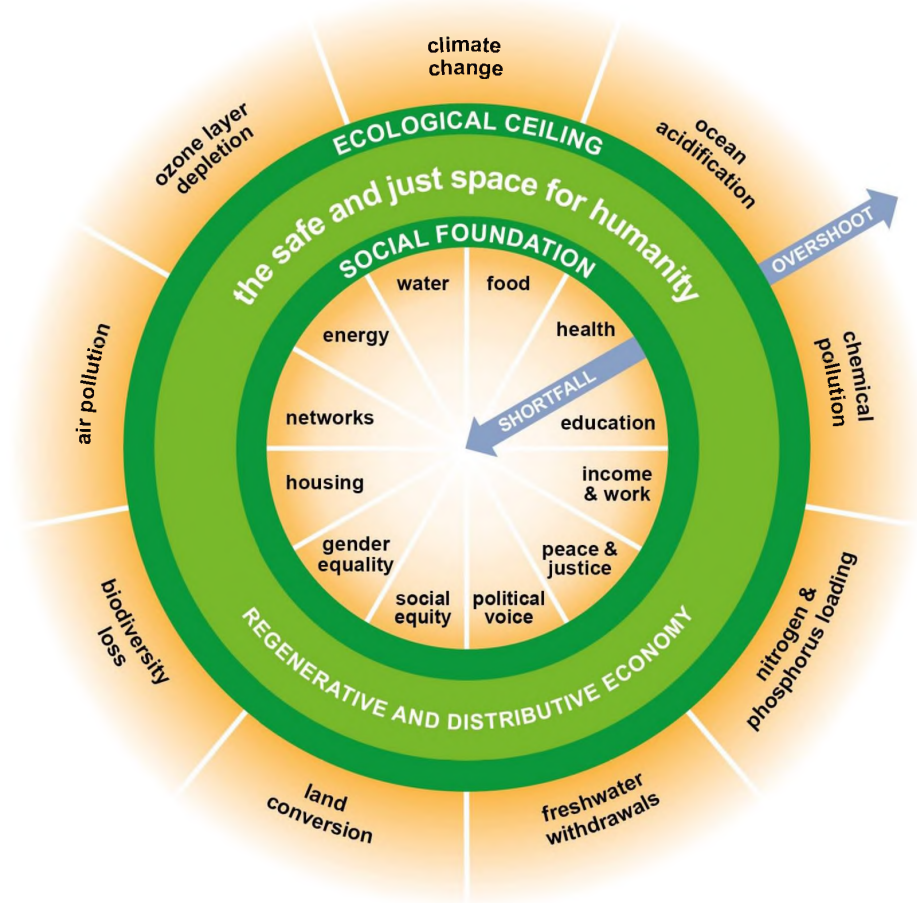 climate
change
ozone layer
depletion
ocean
acidification
ECOLOGICAL CEILING
the safe and just space for humanity
OVERSHOOT
SOCIAL FOUNDATION
water
food
energy
health
air pollution
chemical
pollution
SHORTFALL
networks
education
housing
income
& work
gender
equality
peace &
justice
social
equity
political
voice
biodiversity
loss
nitrogen &
phosphorus loading
REGENERATIVE AND DISTRIBUTIVE ECONOMY
land
conversion
freshwater
withdrawals